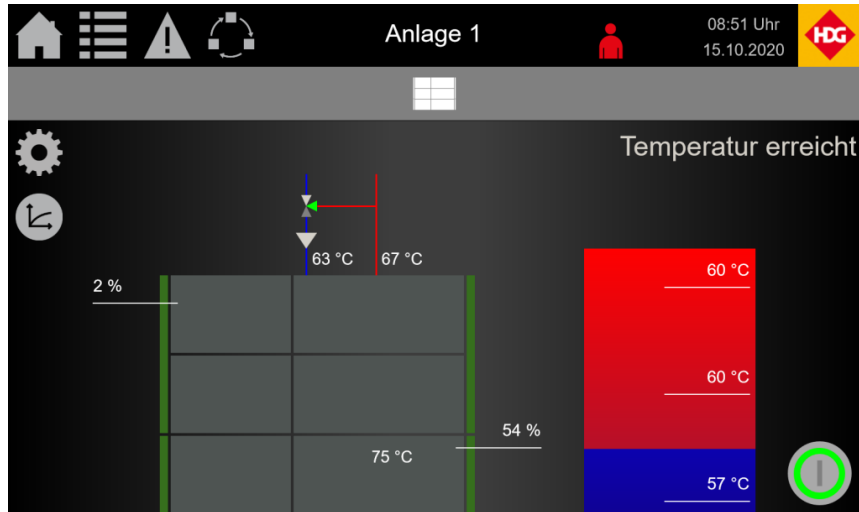 Anlage 1
08:51 Uhr
15.10.2020
HDG
Temperatur erreicht
63 °C
67 °C
60 °C
2 %
60 °C
54 %
75 °C
57 °C